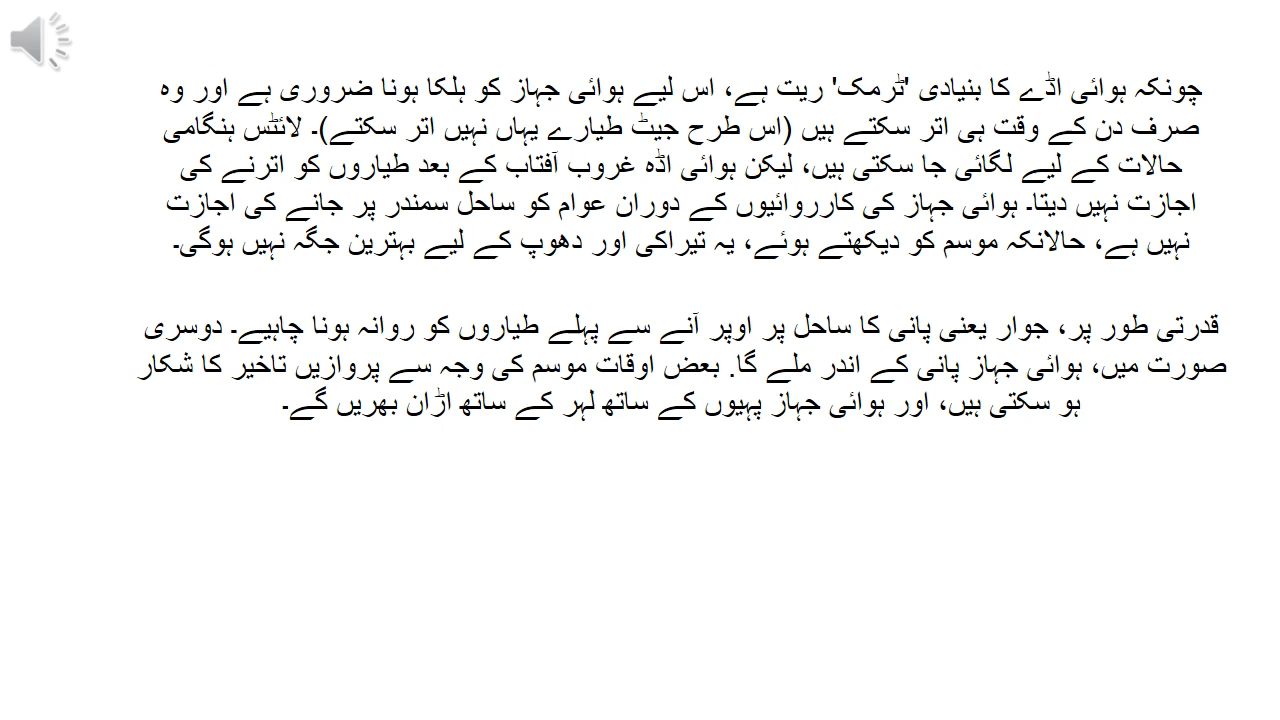 چونکہ ہوائی اڈے کا بنیادی 'ٹرمک' ریت ہے، اس لیے ہوائی جہاز کو ہلکا ہونا ضروری ہے اور وہ
صرف دن کے وقت ہی اتر سکتے ہیں (اس طرح جیٹ طیارے یہاں نہیں اتر سکتے)۔ لائٹس ہنگامی
حالات کے لیے لگائی جا سکتی ہیں، لیکن ہوائی اڈہ غروب آفتاب کے بعد طیاروں کو اترنے کی
اجازت نہیں دیتا۔ ہوائی جہاز کی کارروائیوں کے دوران عوام کو ساحل سمندر پر جانے کی اجازت
نہیں ہے، حالانکہ موسم کو دیکھتے ہوئے، یہ تیراکی اور دھوپ کے لیے بہترین جگہ نہیں ہوگی۔
قدرتی طور پر، جوار یعنی پانی کا ساحل پر اوپر آنے سے پہلے طیاروں کو روانہ ہونا چاہیے۔ دوسری
صورت میں، ہوائی جہاز پانی کے اندر ملے گا. بعض اوقات موسم کی وجہ سے پروازیں تاخیر کا شکار
ہو سکتی ہیں، اور ہوائی جہاز پہیوں کے ساتھ لہر کے ساتھ اڑان بھریں گے۔